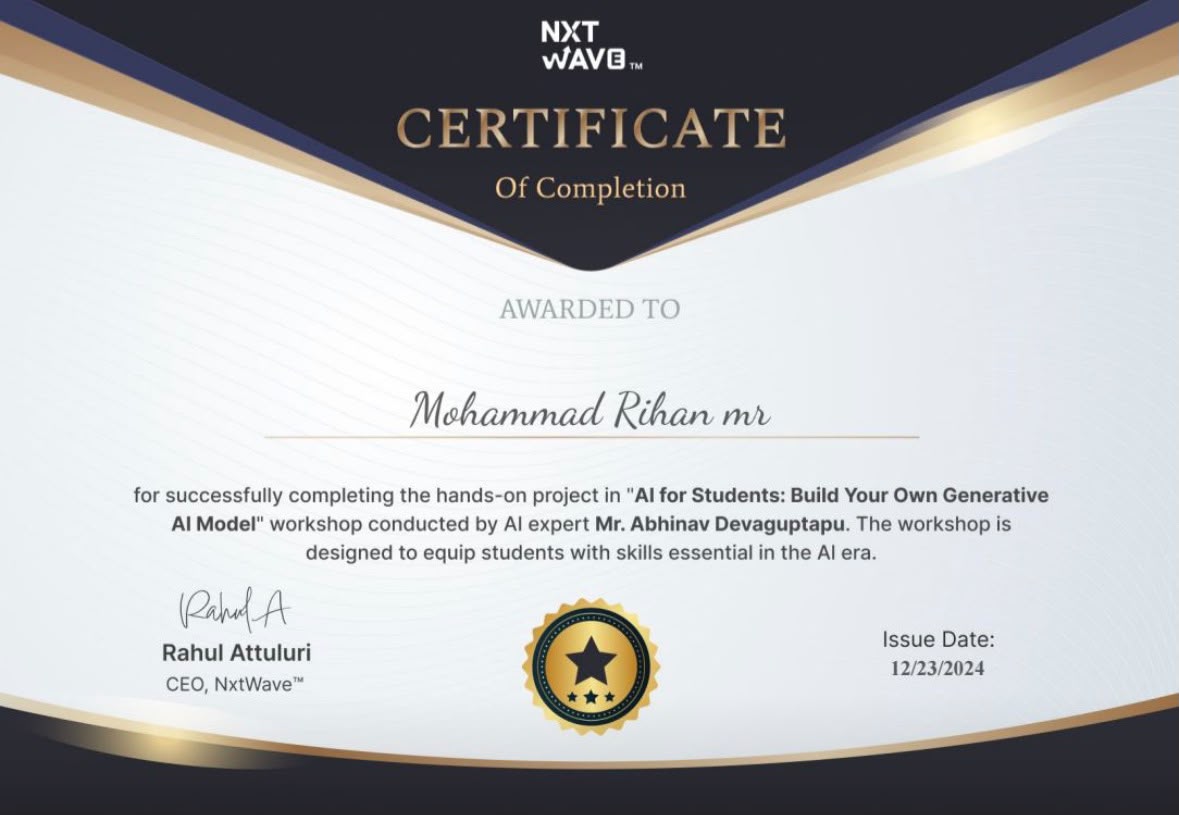 NXT
WAVE TM
CERTIFICATE
Of Completion
AWARDED TO
Mohammad Rihan mr
for successfully completing the hands-on project in "AI for Students: Build Your Own Generative
AI Model" workshop conducted by AI expert Mr. Abhinav Devaguptapu. The workshop is
designed to equip students with skills essential in the AI era.
Rahul A
Rahul Attuluri
CEO, NxtWave™
Issue Date:
12/23/2024